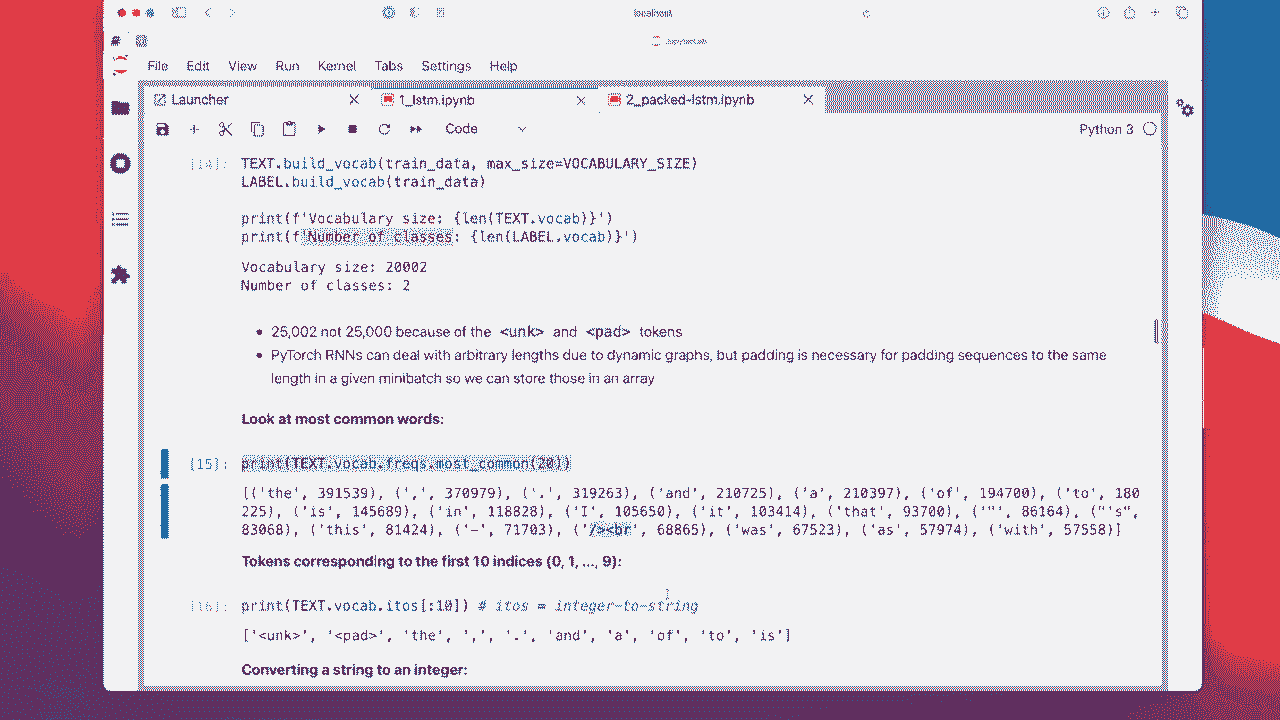 localhost
JupyterLab
File Edit View Run Kernel Tabs Settings Help
Launcher 1_lstm.ipynb 2_packed-lstm.ipynb
Code Python 3
[14]: TEXT.build_vocab(train_data, max_size=VOCABULARY_SIZE)
LABEL.build_vocab(train_data)
print(f'Vocabulary size: {len(TEXT.vocab)}')
print(f'Number of classes: {len(LABEL.vocab)}')
Vocabulary size: 20002
Number of classes: 2
• 25,002 not 25,000 because of the <unk> and <pad> tokens
• PyTorch RNNs can deal with arbitrary lengths due to dynamic graphs, but padding is necessary for padding sequences to the same
length in a given minibatch so we can store those in an array
Look at most common words:
[15]: print(TEXT.vocab.freqs.most_common(20))
[('the', 391539), (',', 370979), ('.', 319263), ('and', 210725), ('a', 210397), ('of', 194700), ('to', 180
225), ('is', 145689), ('in', 118828), ('I', 105650), ('it', 103414), ('that', 93700), ('"', 86164), ("'s",
83068), ('this', 81424), ('-', 71703), ('/><br', 68865), ('was', 67523), ('as', 57974), ('with', 57558)]
Tokens corresponding to the first 10 indices (0, 1, ..., 9):
[16]: print(TEXT.vocab.itos[:10]) # itos = integer-to-string
['<unk>', '<pad>', 'the', ',', '.', 'and', 'a', 'of', 'to', 'is']
Converting a string to an integer: